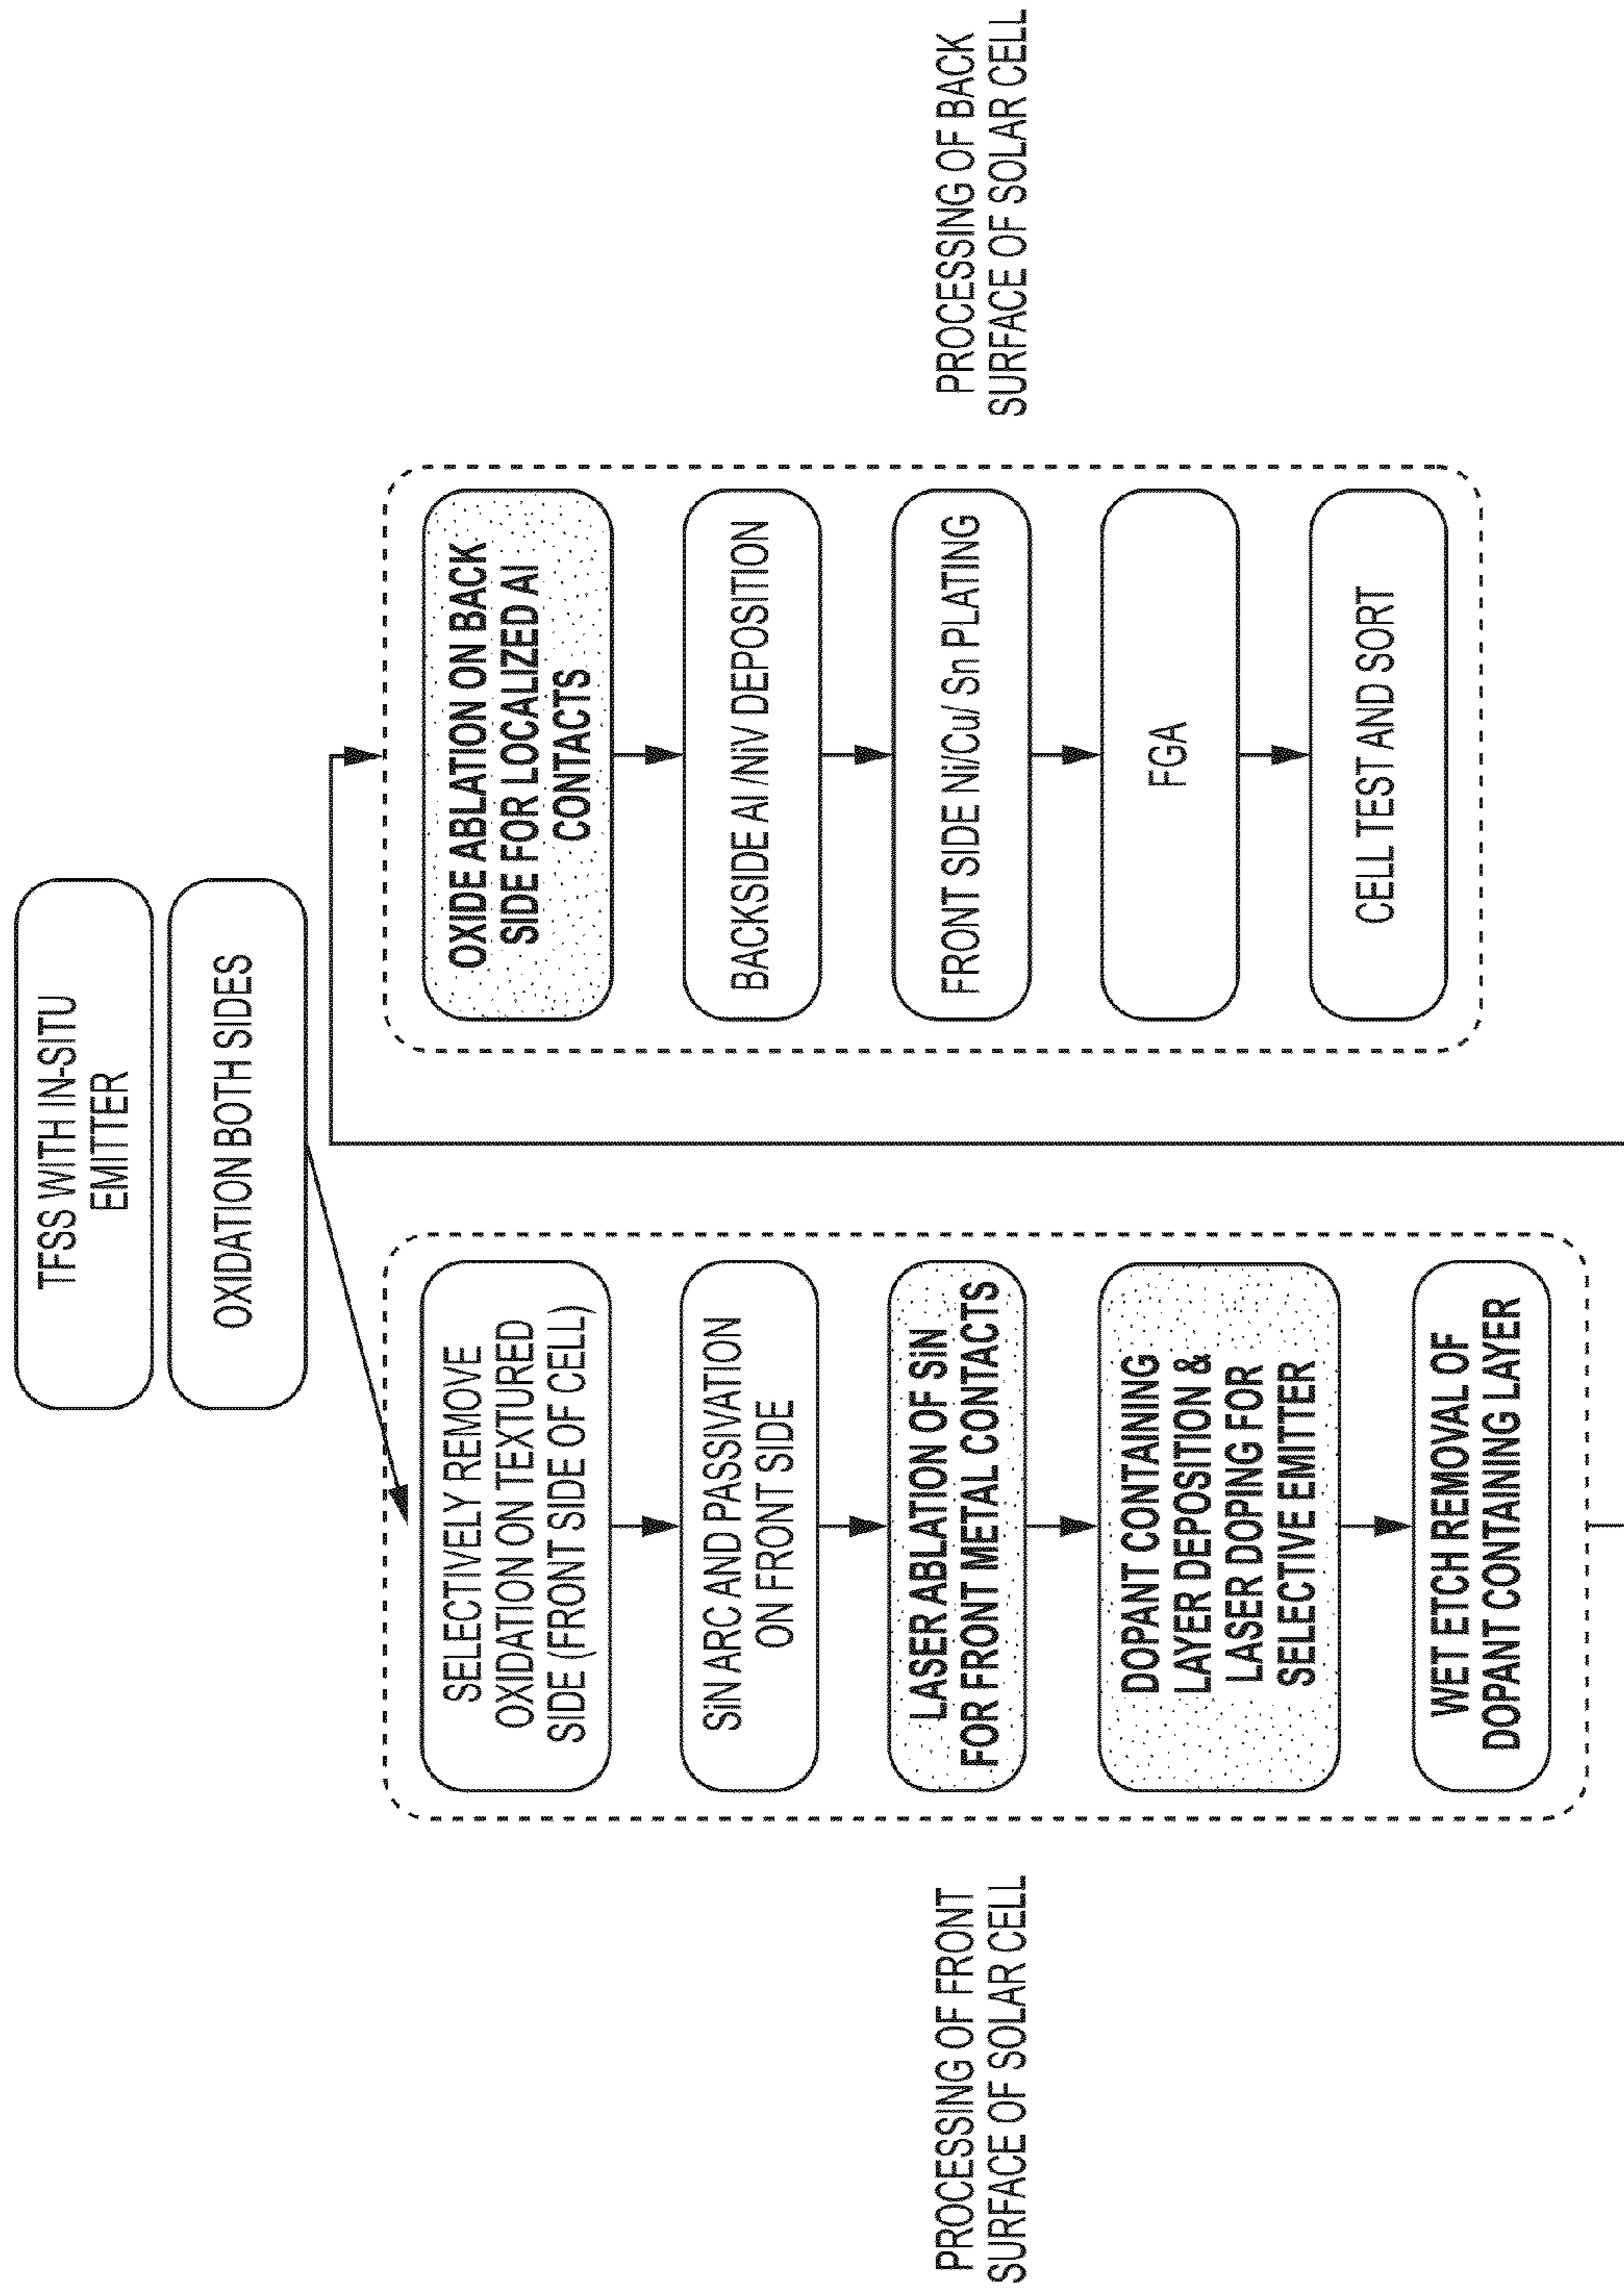 TFSS WITH IN-SITU
EMITTER
OXIDATION BOTH SIDES
PROCESSING OF FRONT
SURFACE OF SOLAR CELL
SELECTIVELY REMOVE
OXIDATION ON TEXTURED
SIDE (FRONT SIDE OF CELL)
SiN ARC AND PASSIVATION
ON FRONT SIDE
LASER ABLATION OF SiN
FOR FRONT METAL CONTACTS
DOPANT CONTAINING
LAYER DEPOSITION &
LASER DOPING FOR
SELECTIVE EMITTER
WET ETCH REMOVAL OF
DOPANT CONTAINING LAYER
OXIDE ABLATION ON BACK
SIDE FOR LOCALIZED Al
CONTACTS
BACKSIDE Al /NiV DEPOSITION
FRONT SIDE Ni/Cu/ Sn PLATING
FGA
CELL TEST AND SORT
PROCESSING OF BACK
SURFACE OF SOLAR CELL